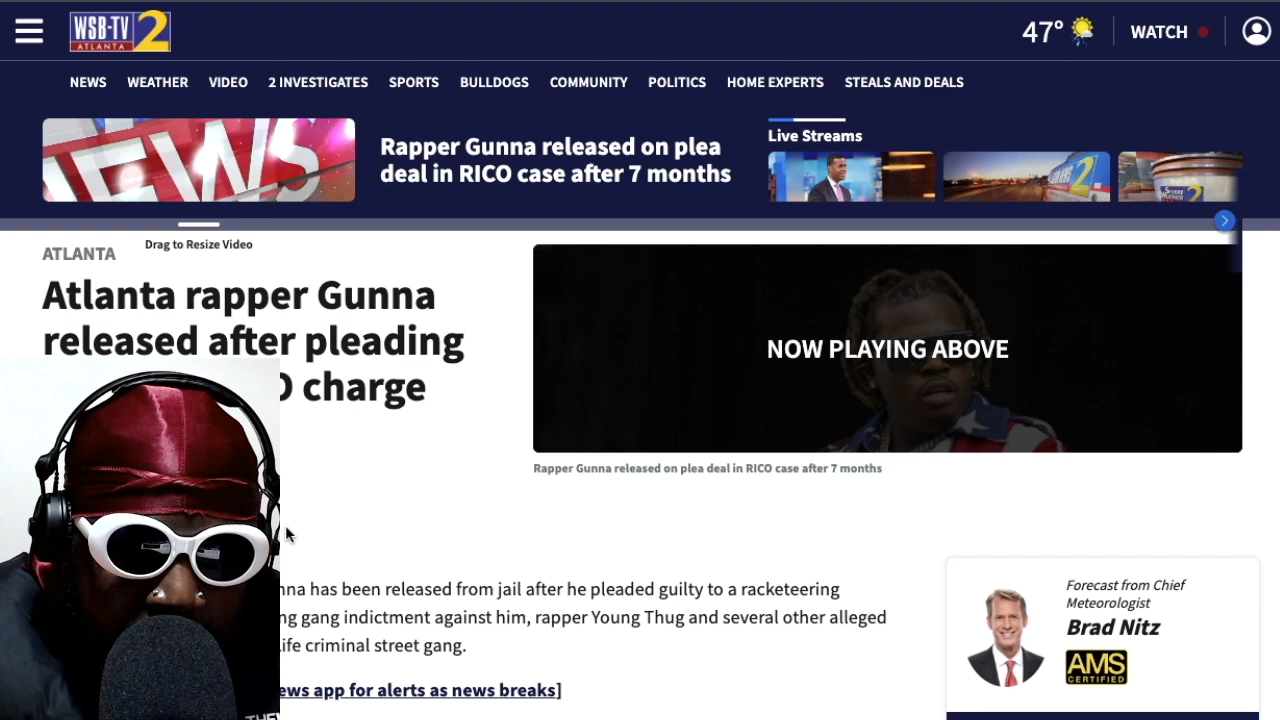 WSB-TV 2
ATLANTA
47°
WATCH
NEWS WEATHER VIDEO 2 INVESTIGATES SPORTS BULLDOGS COMMUNITY POLITICS HOME EXPERTS STEALS AND DEALS
EWS
Rapper Gunna released on plea
deal in RICO case after 7 months
Live Streams
2
SEVERE
WEATHER
2
Drag to Resize Video
ATLANTA
Atlanta rapper Gunna
released after pleading
O charge
NOW PLAYING ABOVE
Rapper Gunna released on plea deal in RICO case after 7 months
nna has been released from jail after he pleaded guilty to a racketeering
ng gang indictment against him, rapper Young Thug and several other alleged
ife criminal street gang.
ews app for alerts as news breaks]
Forecast from Chief
Meteorologist
Brad Nitz
AMS
CERTIFIED